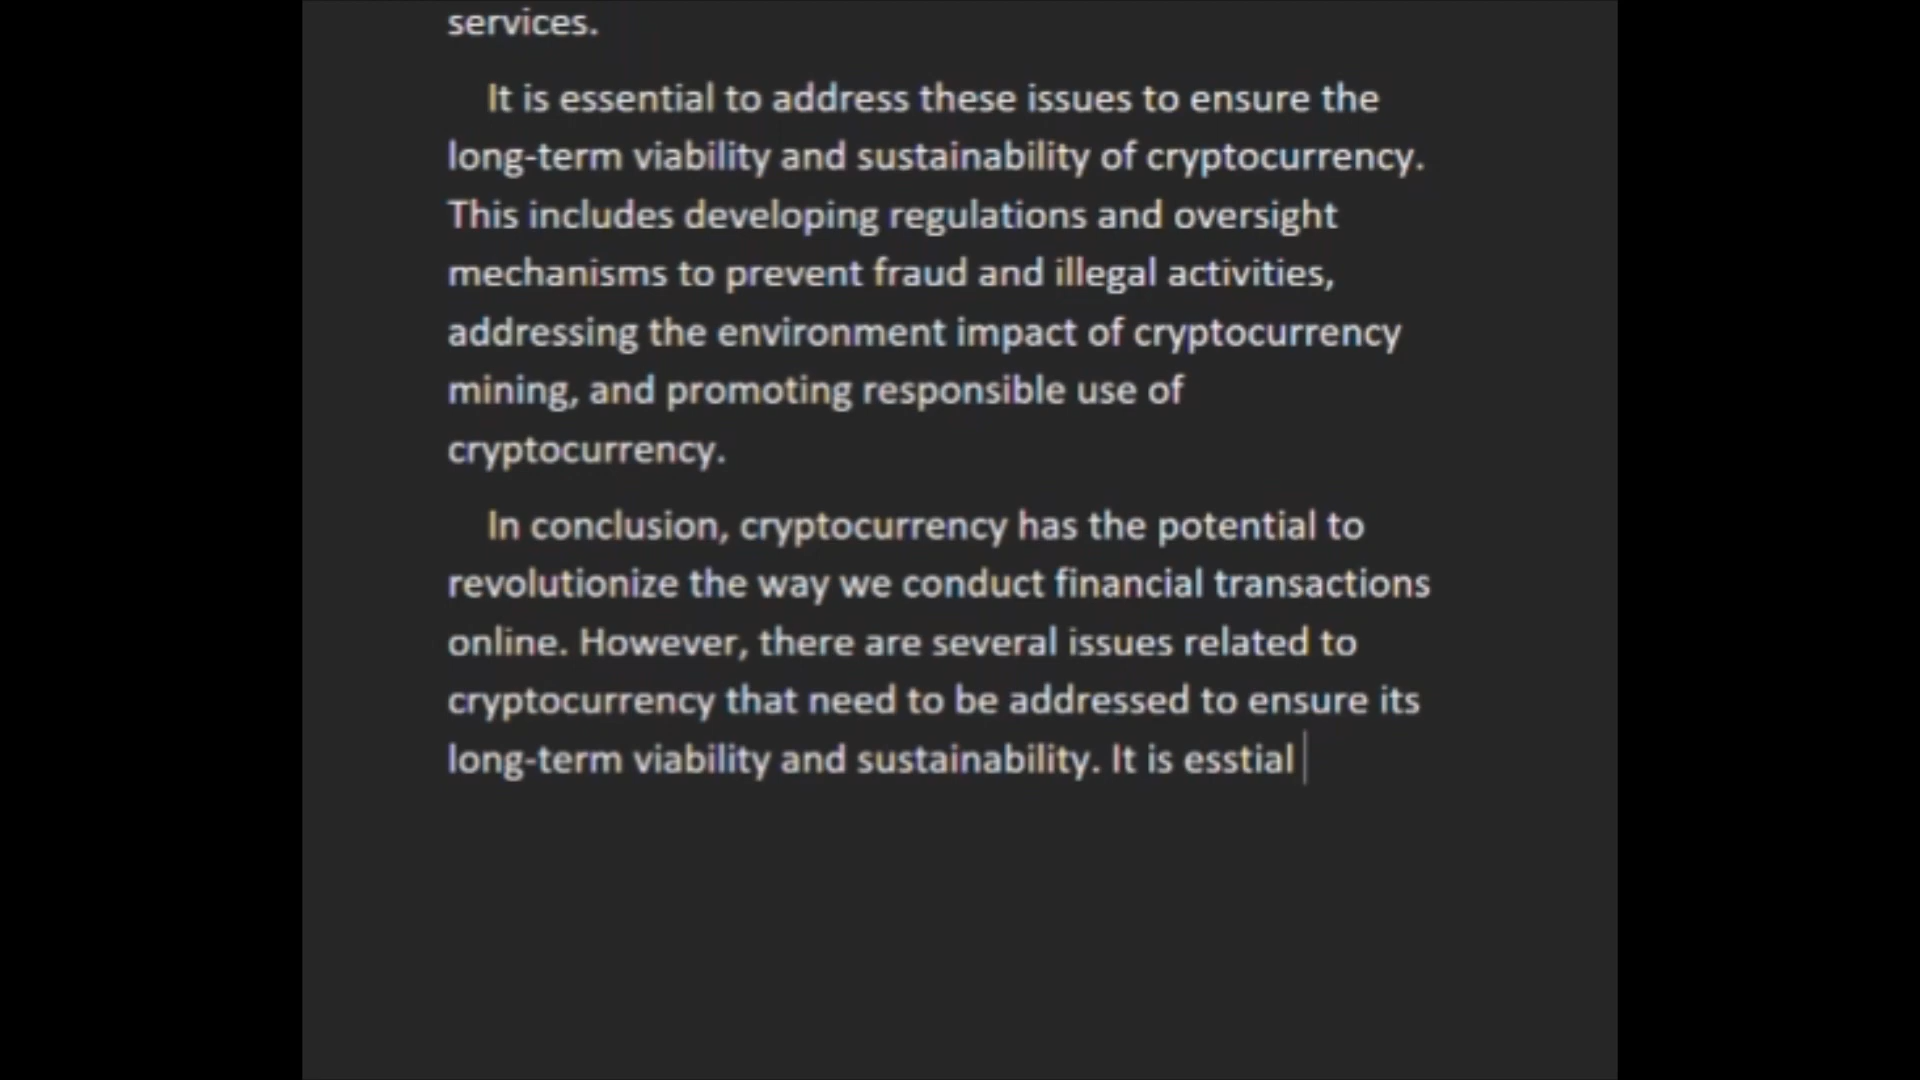 services.
It is essential to address these issues to ensure the
long-term viability and sustainability of cryptocurrency.
This includes developing regulations and oversight
mechanisms to prevent fraud and illegal activities,
addressing the environment impact of cryptocurrency
mining, and promoting responsible use of
cryptocurrency.
In conclusion, cryptocurrency has the potential to
revolutionize the way we conduct financial transactions
online. However, there are several issues related to
cryptocurrency that need to be addressed to ensure its
long-term viability and sustainability. It is esstial